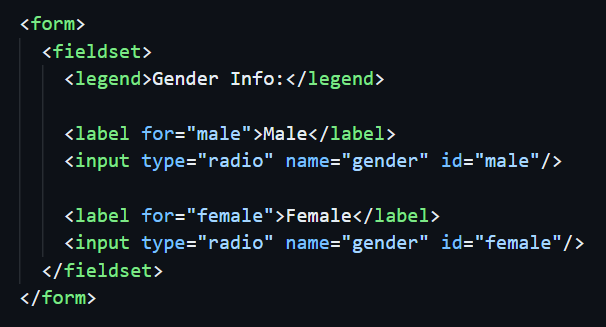 <form>
<fieldset>
<legend>Gender Info:</legend>
<label for="male">Male</label>
<input type="radio" name="gender" id="male"/>
<label for="female">Female</label>
<input type="radio" name="gender" id="female"/>
</fieldset>
</form>